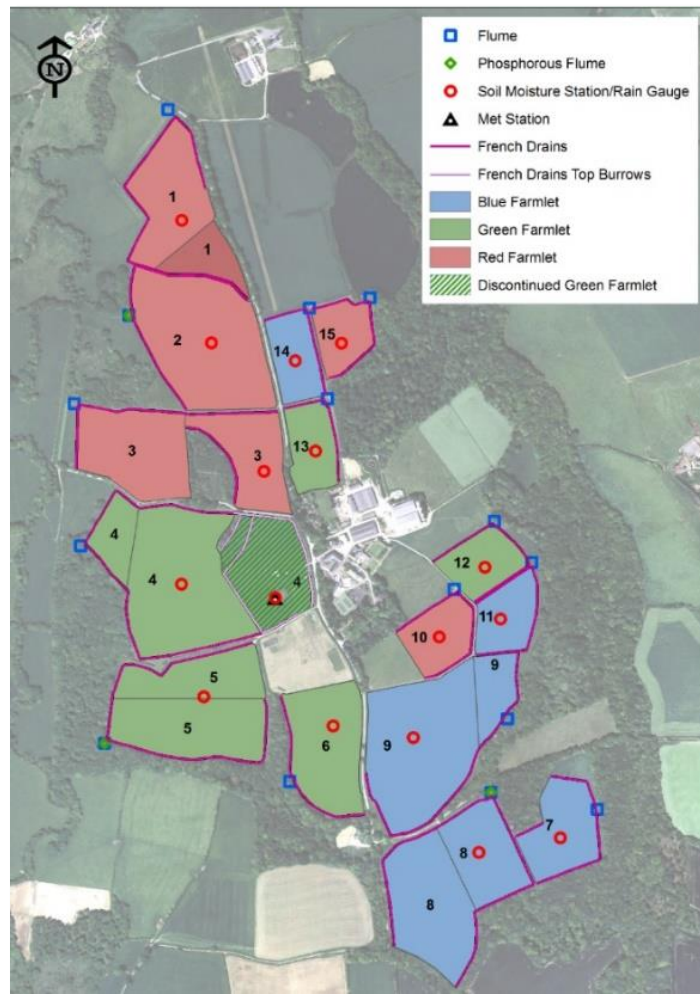 N
Flume
Phosphorous Flume
Soil Moisture Station/Rain Gauge
Met Station
French Drains
French Drains Top Burrows
Blue Farmlet
Green Farmlet
Red Farmlet
Discontinued Green Farmlet
1
1
2
14
15
3
3
13
4
4
4
12
11
10
5
5
6
9
9
7
8
8